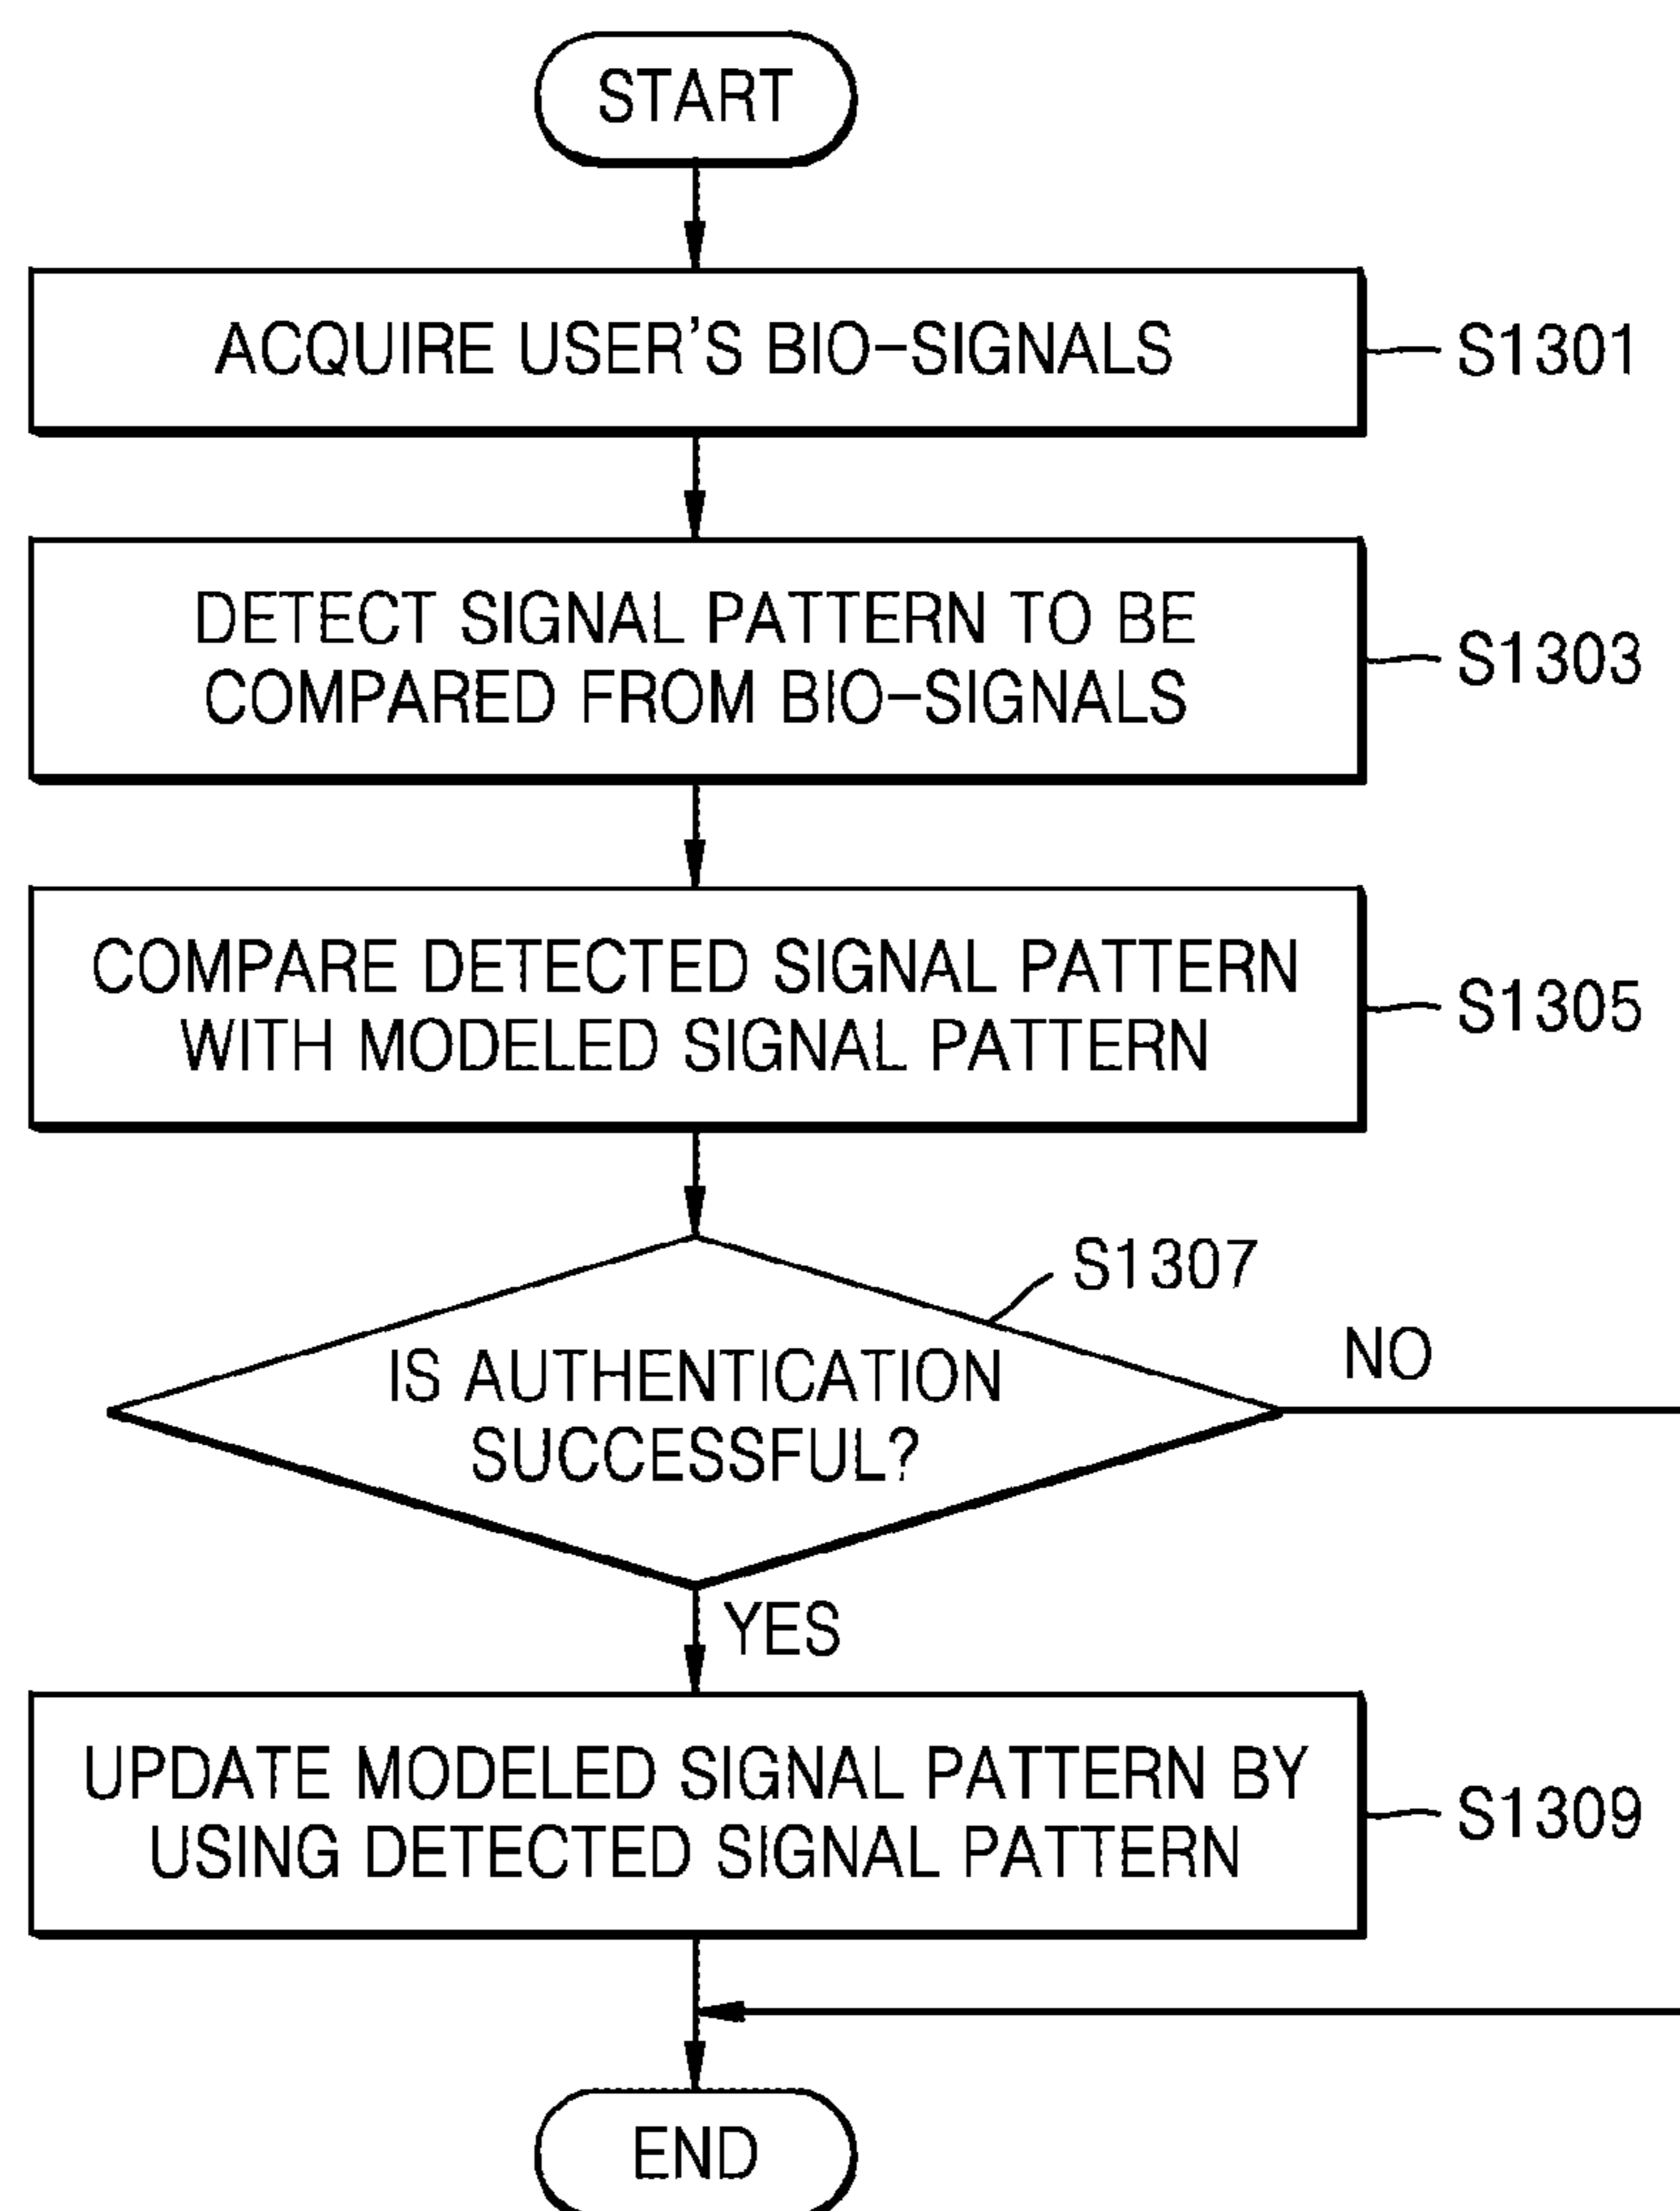 START
ACQUIRE USER'S BIO-SIGNALS
S1301
DETECT SIGNAL PATTERN TO BE
COMPARED FROM BIO-SIGNALS
S1303
COMPARE DETECTED SIGNAL PATTERN
WITH MODELED SIGNAL PATTERN
S1305
S1307
IS AUTHENTICATION
SUCCESSFUL?
NO
YES
UPDATE MODELED SIGNAL PATTERN BY
USING DETECTED SIGNAL PATTERN
S1309
END